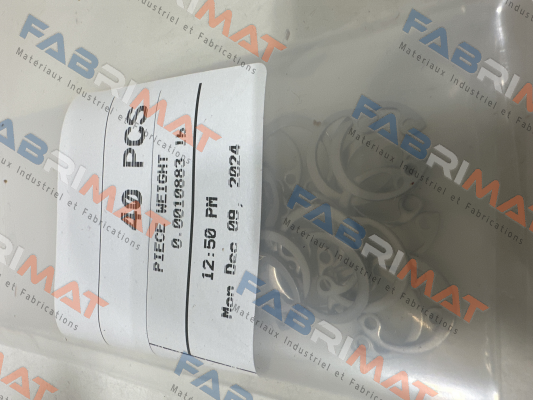 40 PCS
PIECE WEIGHT
0.0010883 lb
12:50 PM
Mon Dec 09, 2024
FABRIMAT
Materiaux Industriel et Fabrications